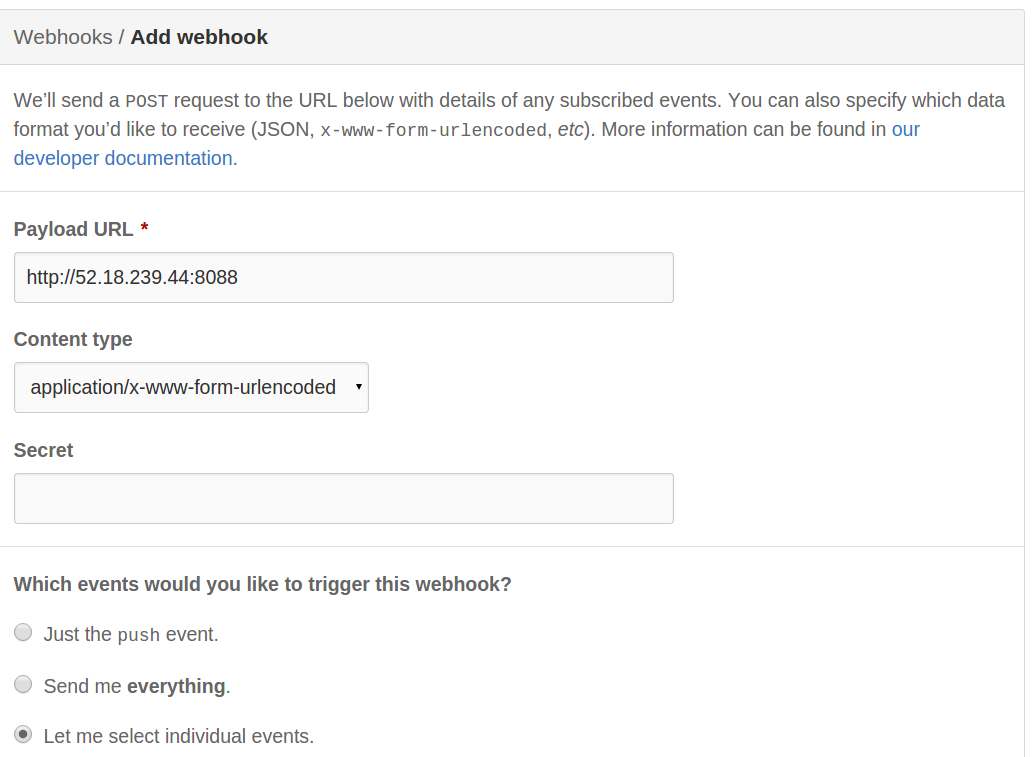 Webhooks / Add webhook
We’ll send a POST request to the URL below with details of any subscribed events. You can also specify which data
format you’d like to receive (JSON, x-www-form-urlencoded, etc). More information can be found in our
developer documentation.
Payload URL *
http://52.18.239.44:8088
Content type
application/x-www-form-urlencoded
Secret
Which events would you like to trigger this webhook?
Just the push event.
Send me everything.
Let me select individual events.